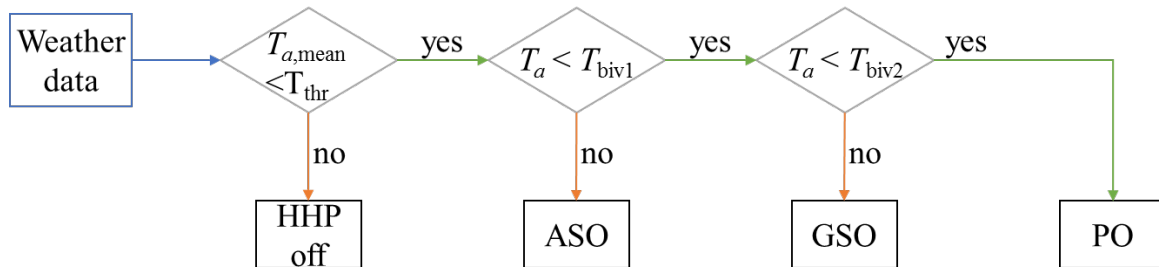 Weather
data
T_a,mean
<T_thr
yes
T_a < T_biv1
yes
T_a < T_biv2
yes
no
no
no
HHP
off
ASO
GSO
PO